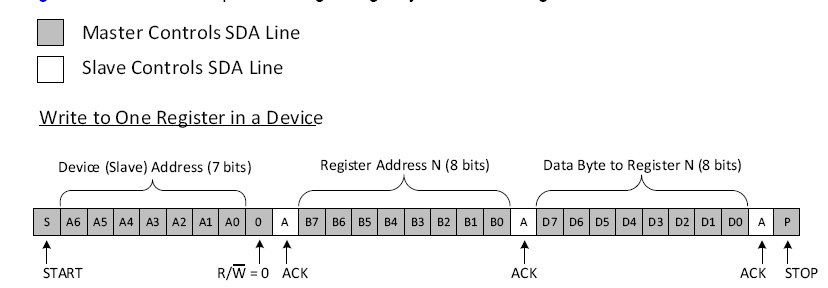 Master Controls SDA Line
Slave Controls SDA Line
Write to One Register in a Device
Device (Slave) Address (7 bits) Register Address N (8 bits) Data Byte to Register N (8 bits)
S A6 A5 A4 A3 A2 A1 A0 0 A B7 B6 B5 B4 B3 B2 B1 B0 A D7 D6 D5 D4 D3 D2 D1 D0 A P
START R/W̅ = 0 ACK ACK ACK STOP